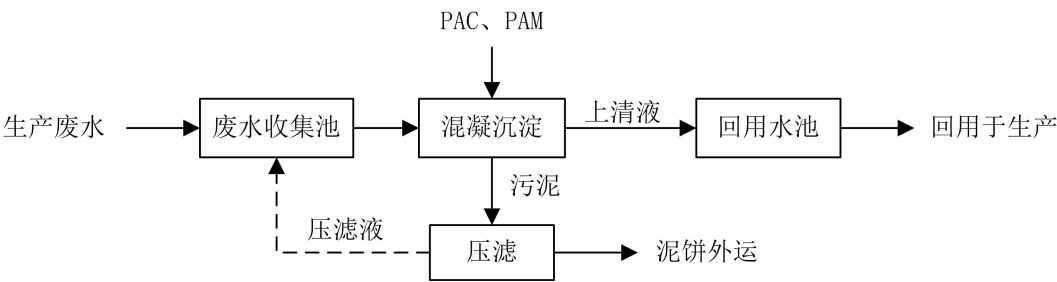 PAC、PAM
生产废水
废水收集池
混凝沉淀
上清液
回用水池
回用于生产
污泥
压滤液
压滤
泥饼外运